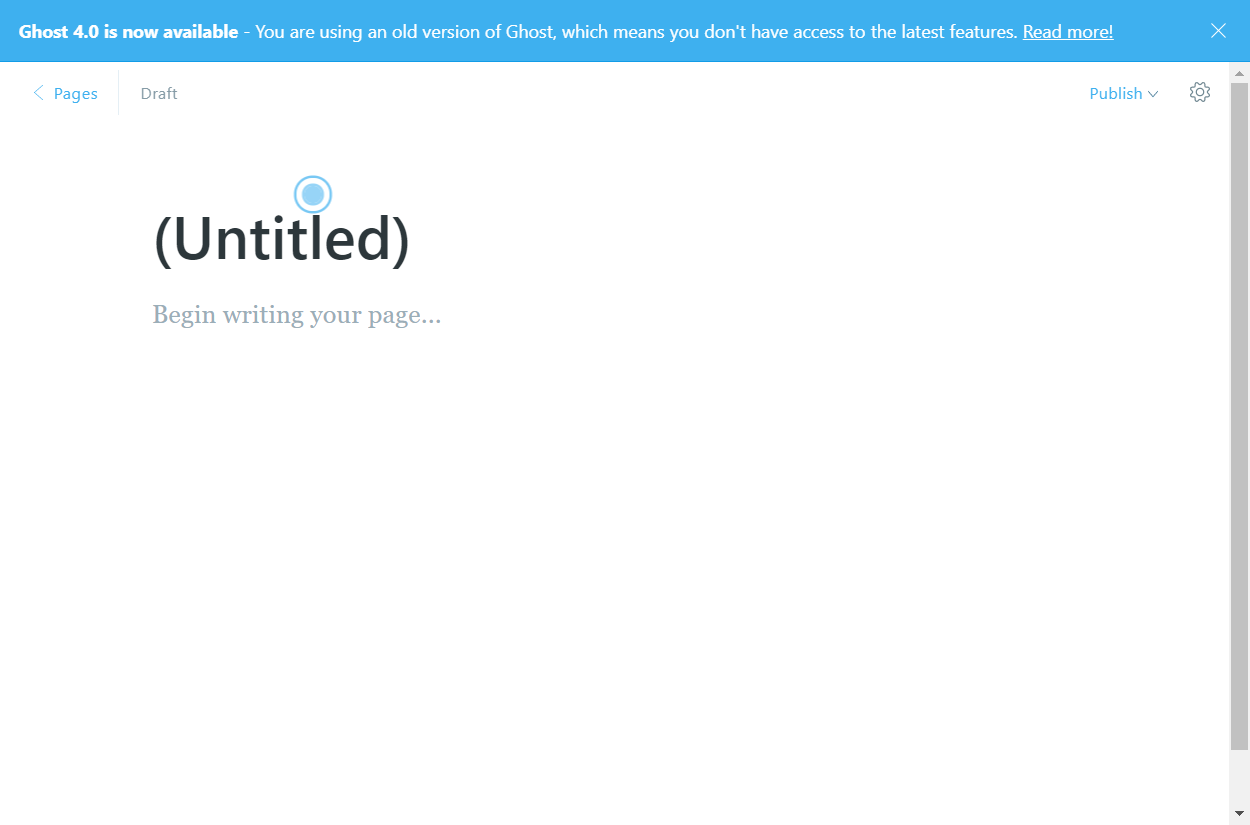 Ghost 4.0 is now available - You are using an old version of Ghost, which means you don't have access to the latest features. Read more!
Pages
Draft
Publish
(Untitled)
Begin writing your page...